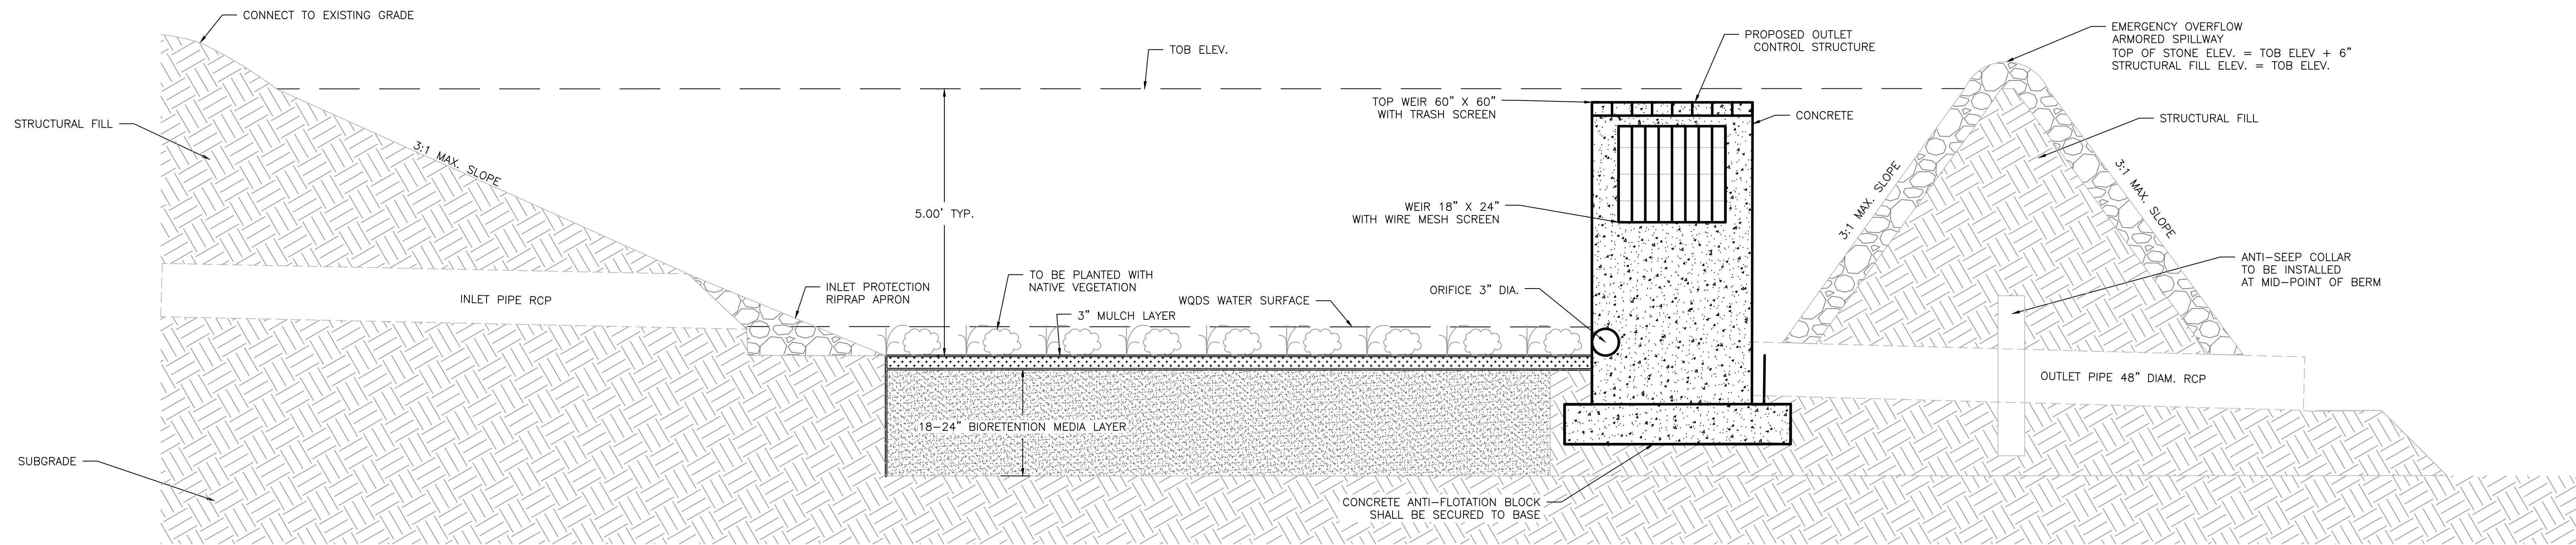 CONNECT TO EXISTING GRADE
TOB ELEV.
PROPOSED OUTLET
CONTROL STRUCTURE
EMERGENCY OVERFLOW
ARMORED SPILLWAY
TOP OF STONE ELEV. = TOB ELEV + 6”
STRUCTURAL FILL ELEV. = TOB ELEV.
STRUCTURAL FILL
3:1 MAX. SLOPE
TOP WEIR 60” X 60”
WITH TRASH SCREEN
CONCRETE
STRUCTURAL FILL
5.00’ TYP.
WEIR 18” X 24”
WITH WIRE MESH SCREEN
3:1 MAX. SLOPE
3:1 MAX. SLOPE
INLET PIPE RCP
INLET PROTECTION
RIPRAP APRON
TO BE PLANTED WITH
NATIVE VEGETATION
3” MULCH LAYER
WQDS WATER SURFACE
ORIFICE 3” DIA.
ANTI-SEEP COLLAR
TO BE INSTALLED
AT MID-POINT OF BERM
OUTLET PIPE 48” DIAM. RCP
18-24” BIORETENTION MEDIA LAYER
SUBGRADE
CONCRETE ANTI-FLOTATION BLOCK
SHALL BE SECURED TO BASE